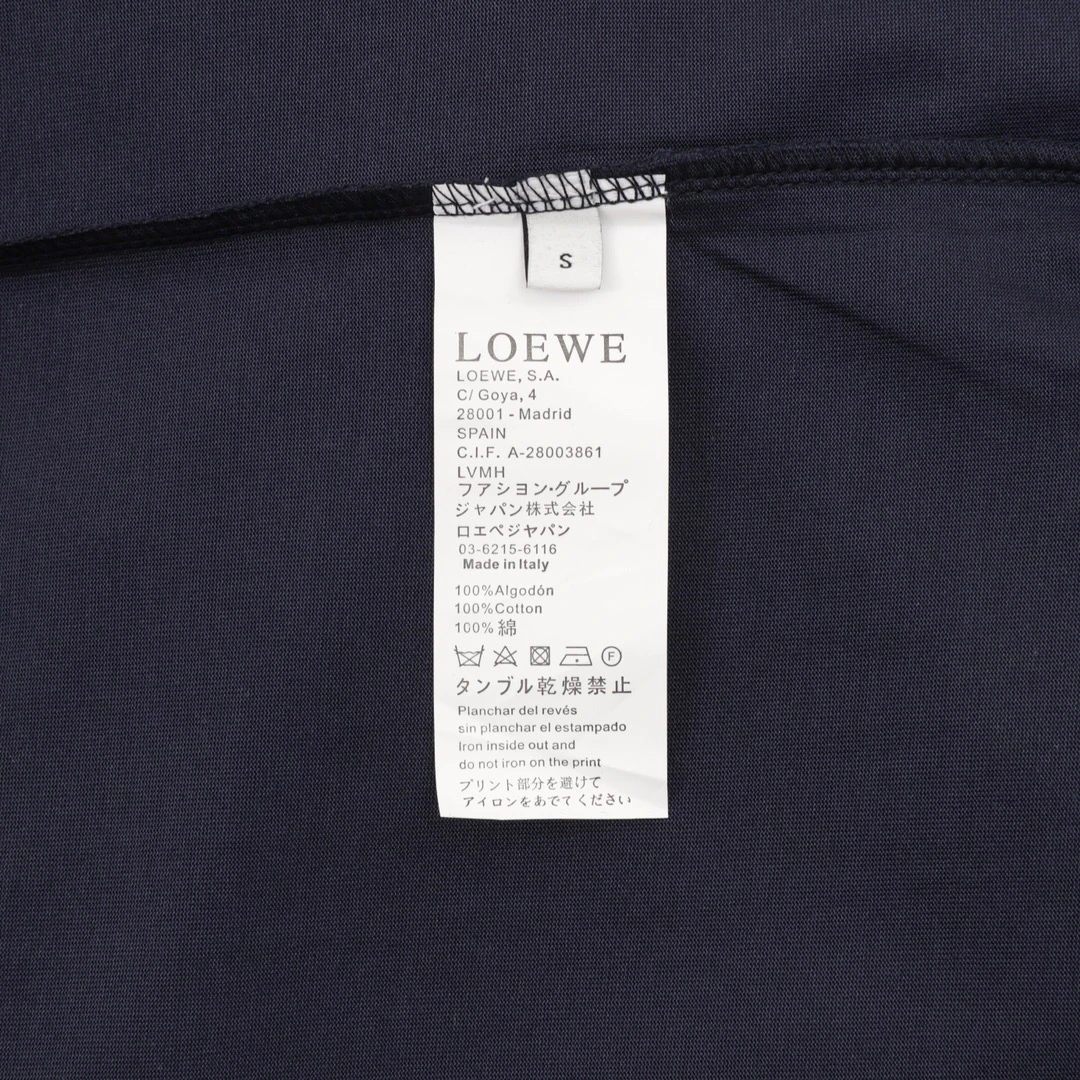 S
LOEWE
LOEWE, S.A.
C/ Goya, 4
28001 - Madrid
SPAIN
C.I.F. A-28003861
LVMH
フアシヨン・グループ
ジャパン株式会社
ロエベジヤパン
03-6215-6116
Made in Italy
100%Algodón
100%Cotton
100% 綿
F
タンブル乾燥禁止
Planchar del revés
sin planchar el estampado
Iron inside out and
do not iron on the print
プリント部分を避けて
アイロンをあでてください